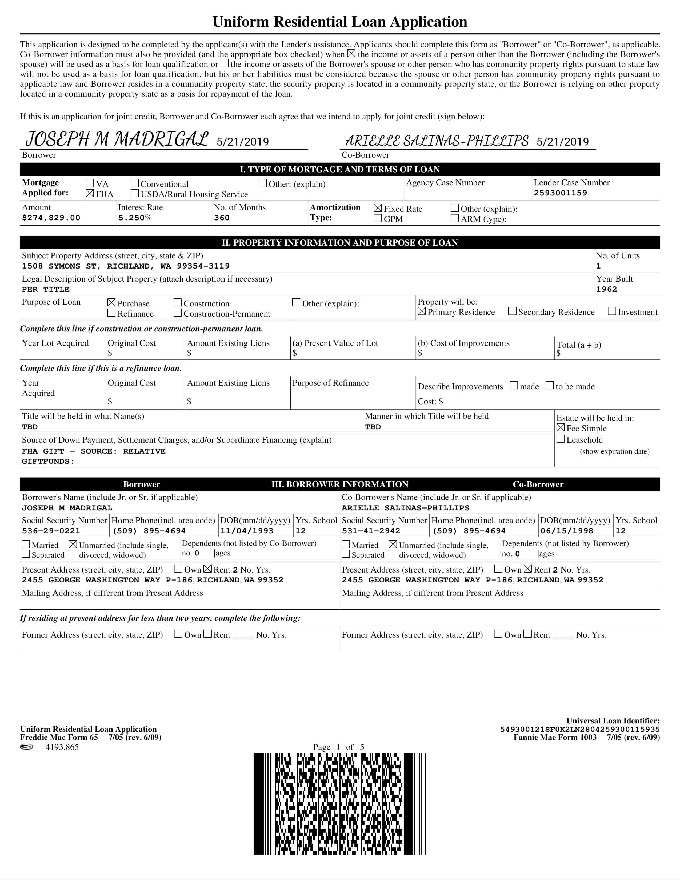 Uniform Residential Loan Application
This application is designed to be completed by the applicant(s) with the Lender's assistance. Applicants should complete this form as "Borrower" or "Co-Borrower", as applicable.
Co-Borrower information must also be provided (and the appropriate box checked) when ☒ the income or assets of a person other than the Borrower (including the Borrower's
spouse) will be used as a basis for loan qualification or ☐ the income or assets of the Borrower's spouse or other person who has community property rights pursuant to state law
will not be used as a basis for loan qualification, but his or her liabilities must be considered because the spouse or other person has community property rights pursuant to
applicable law and Borrower resides in a community property state, the security property is located in a community property state, or the Borrower is relying on other property
located in a community property state as a basis for repayment of the loan.
If this is an application for joint credit, Borrower and Co-Borrower each agree that we intend to apply for joint credit (sign below):
JOSEPH M MADRIGAL 5/21/2019 ARIELLE SALINAS-PHILLIPS 5/21/2019
Borrower Co-Borrower
I. TYPE OF MORTGAGE AND TERMS OF LOAN
Mortgage ☐ VA ☐ Conventional ☐ Other: (explain) Agency Case Number Lender Case Number
Applied for: ☒ FHA ☐ USDA/Rural Housing Service 2593001159
Amount Interest Rate No. of Months Amortization ☒ Fixed Rate ☐ Other (explain):
$274,829.00 5.250% 360 Type: ☐ GPM ☐ ARM (type):
II. PROPERTY INFORMATION AND PURPOSE OF LOAN
Subject Property Address (street, city, state & ZIP) No. of Units
1508 SYMONS ST, RICHLAND, WA 99354-3119 1
Legal Description of Subject Property (attach description if necessary) Year Built
PER TITLE 1962
Purpose of Loan ☒ Purchase ☐ Construction ☐ Other (explain): Property will be:
☐ Refinance ☐ Construction-Permanent ☒ Primary Residence ☐ Secondary Residence ☐ Investment
Complete this line if construction or construction-permanent loan.
Year Lot Acquired Original Cost Amount Existing Liens (a) Present Value of Lot (b) Cost of Improvements Total (a + b)
$ $ $ $ $
Complete this line if this is a refinance loan.
Year Original Cost Amount Existing Liens Purpose of Refinance Describe Improvements ☐ made ☐ to be made
Acquired
$ $ Cost: $
Title will be held in what Name(s) Manner in which Title will be held Estate will be held in:
TBD TBD ☒ Fee Simple
Source of Down Payment, Settlement Charges, and/or Subordinate Financing (explain) ☐ Leasehold
FHA GIFT - SOURCE: RELATIVE (show expiration date)
GIFTFUNDS:
Borrower III. BORROWER INFORMATION Co-Borrower
Borrower's Name (include Jr. or Sr. if applicable) Co-Borrower's Name (include Jr. or Sr. if applicable)
JOSEPH M MADRIGAL ARIELLE SALINAS-PHILLIPS
Social Security Number Home Phone(incl. area code) DOB(mm/dd/yyyy) Yrs. School Social Security Number Home Phone(incl. area code) DOB(mm/dd/yyyy) Yrs. School
536-29-0221 (509) 895-4694 11/04/1993 12 531-41-2942 (509) 895-4694 06/15/1998 12
☐ Married ☒ Unmarried (include single, Dependents (not listed by Co-Borrower) ☐ Married ☒ Unmarried (include single, Dependents (not listed by Borrower)
☐ Separated divorced, widowed) no. 0 ages ☐ Separated divorced, widowed) no. 0 ages
Present Address (street, city, state, ZIP) ☐ Own ☒ Rent 2 No. Yrs. Present Address (street, city, state, ZIP) ☐ Own ☒ Rent 2 No. Yrs.
2455 GEORGE WASHINGTON WAY P-186, RICHLAND, WA 99352 2455 GEORGE WASHINGTON WAY P-186, RICHLAND, WA 99352
Mailing Address, if different from Present Address Mailing Address, if different from Present Address
If residing at present address for less than two years, complete the following:
Former Address (street, city, state, ZIP) ☐ Own ☐ Rent ____ No. Yrs. Former Address (street, city, state, ZIP) ☐ Own ☐ Rent ____ No. Yrs.
Universal Loan Identifier:
Uniform Residential Loan Application 5493001218F0K2LN2804259300115935
Freddie Mac Form 65 7/05 (rev. 6/09) Fannie Mae Form 1003 7/05 (rev. 6/09)
4193.865 Page 1 of 5